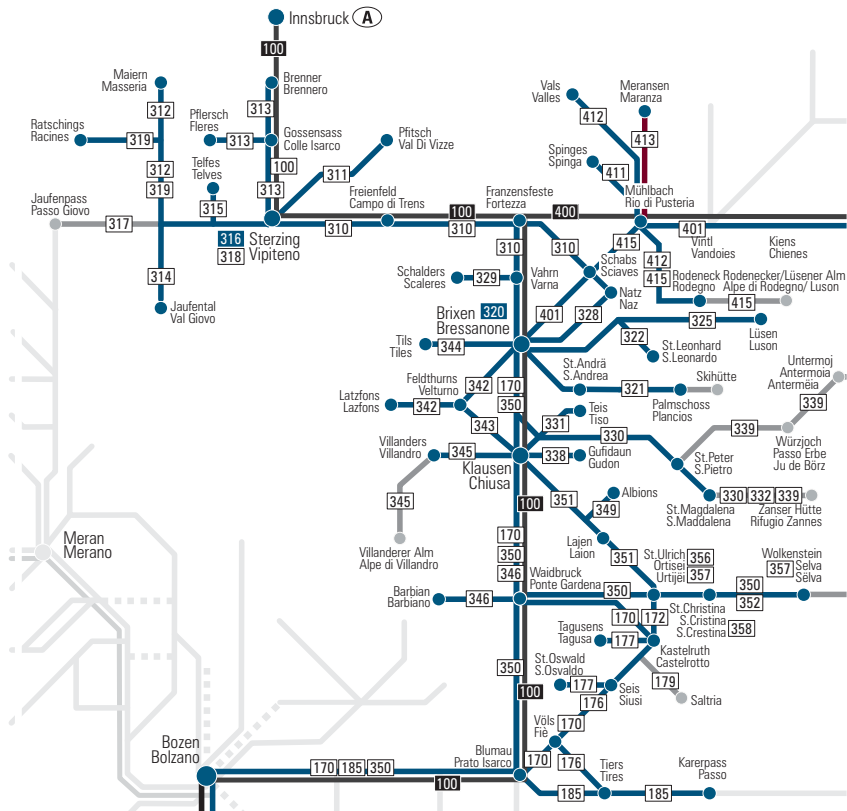 Innsbruck A
100
Maiern
Masseria
312
Brenner
Brennero
313
Vals
Valles
412
Meransen
Maranza
413
Pflersch
Fleres
313
Gossensass
Colle Isarco
Ratschings
Racines
319
Pfitsch
Val Di Vizze
311
Spinges
Spinga
411
312
319
100
313
Telfes
Telves
315
Jaufenpass
Passo Giovo
317
Freienfeld
Campo di Trens
Franzensfeste
Fortezza
Mühlbach
Rio di Pusteria
100
400
310
310
401
316
318
Sterzing
Vipiteno
310
310
415
412
415
Vintl
Vandoies
Kiens
Chienes
314
Jaufental
Val Giovo
Schalders
Scaleres
329
Vahrn
Varna
Schabs
Sciaves
Natz
Naz
Rodeneck
Rodegno
415
Rodenecker/Lüsener Alm
Alpe di Rodegno/ Luson
Brixen 320
Bressanone
401
328
325
Lüsen
Luson
322
St.Leonhard
S.Leonardo
Tils
Tiles
344
St.Andrä
S.Andrea
321
Palmschoss
Plancios
Skihütte
Untermoj
Antermoia
Antermëia
339
Feldthurns
Velturno
342
170
350
Latzfons
Lazfons
342
343
331
Teis
Tiso
330
339
Würzjoch
Passo Erbe
Ju de Börz
Villanders
Villandro
345
Klausen
Chiusa
338
Gufidaun
Gudon
St.Peter
S.Pietro
345
100
351
349
Albions
330
332
339
St.Magdalena
S.Maddalena
Zanser Hütte
Rifugio Zannes
Villanderer Alm
Alpe di Villandro
170
350
346
Lajen
Laion
351
Meran
Merano
St.Ulrich
Ortisei
Urtijëi
356
357
Wolkenstein
Selva
Sëlva
357
Waidbruck
Ponte Gardena
350
350
352
Barbian
Barbiano
346
170
172
St.Christina
S.Cristina
S.Crestina
358
Tagusens
Tagusa
177
Kastelruth
Castelrotto
350
St.Oswald
S.Osvaldo
177
Seis
Siusi
179
Saltria
100
176
Völs
Fiè
170
Bozen
Bolzano
Blumau
Prato Isarco
170
176
Tiers
Tires
Karerpass
Passo
170
185
350
100
185
185